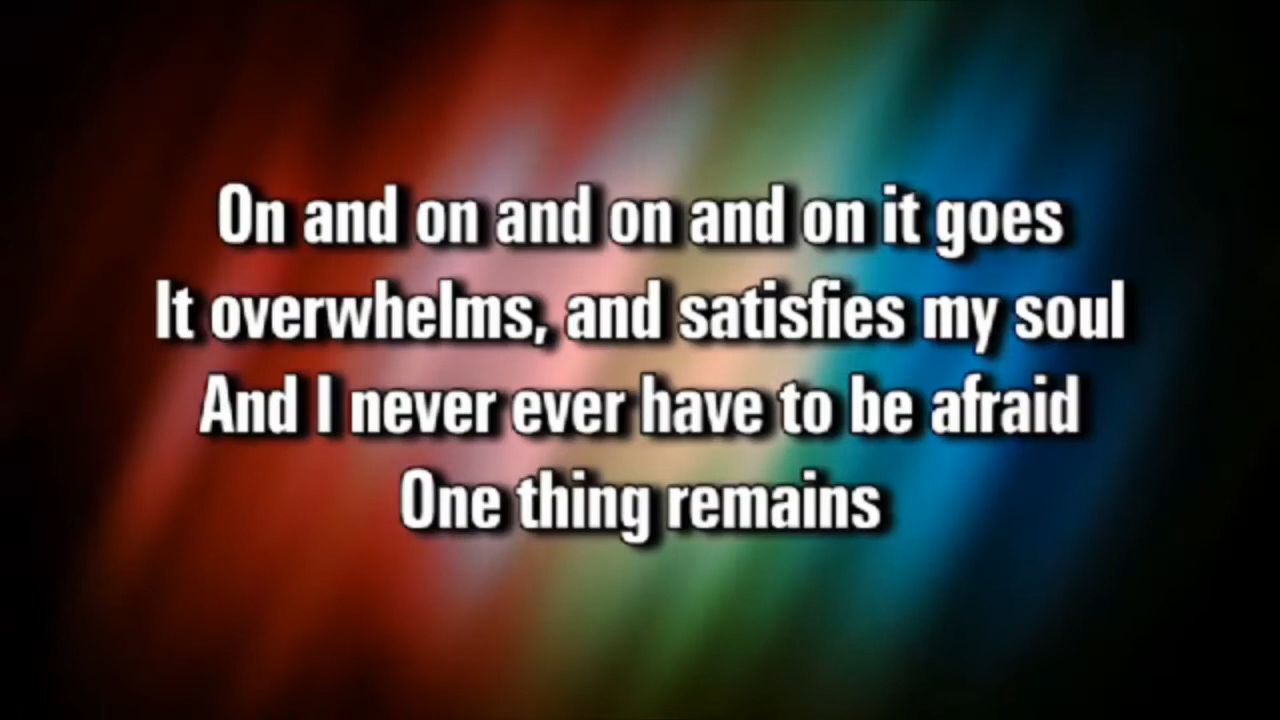 On and on and on and on it goes
It overwhelms, and satisfies my soul
And I never ever have to be afraid
One thing remains